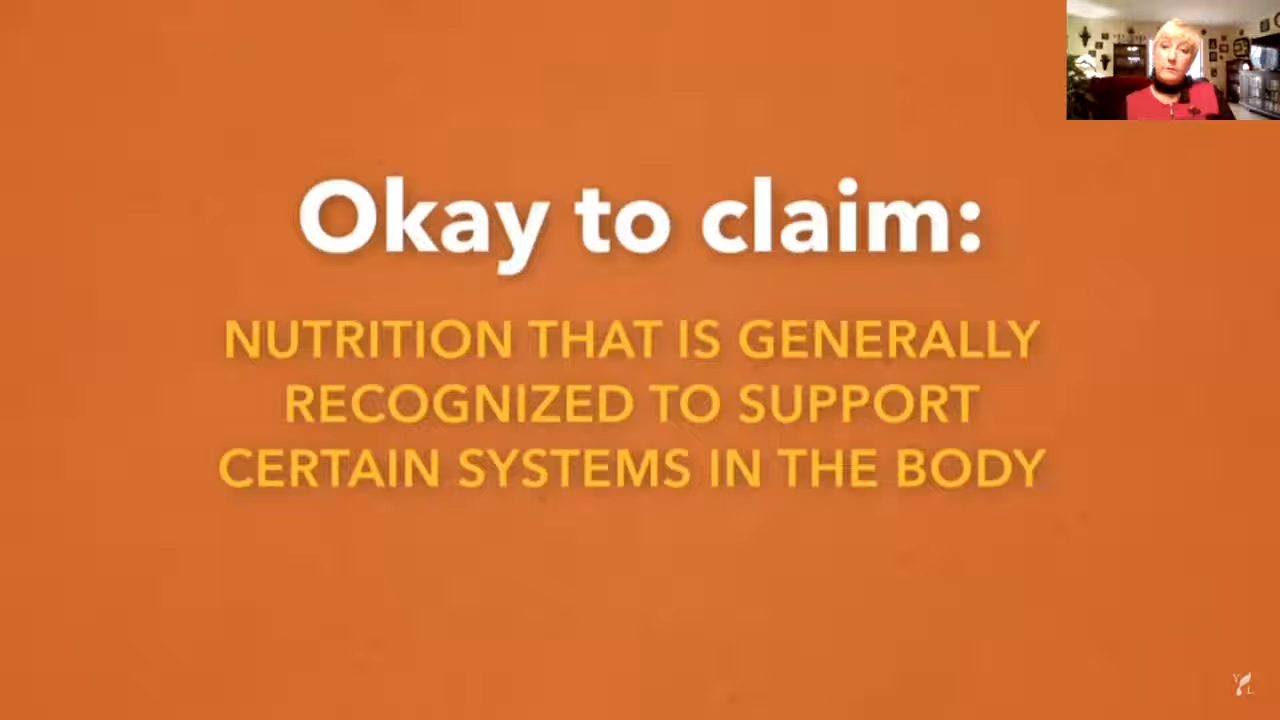 Okay to claim:
NUTRITION THAT IS GENERALLY
RECOGNIZED TO SUPPORT
CERTAIN SYSTEMS IN THE BODY
Y L